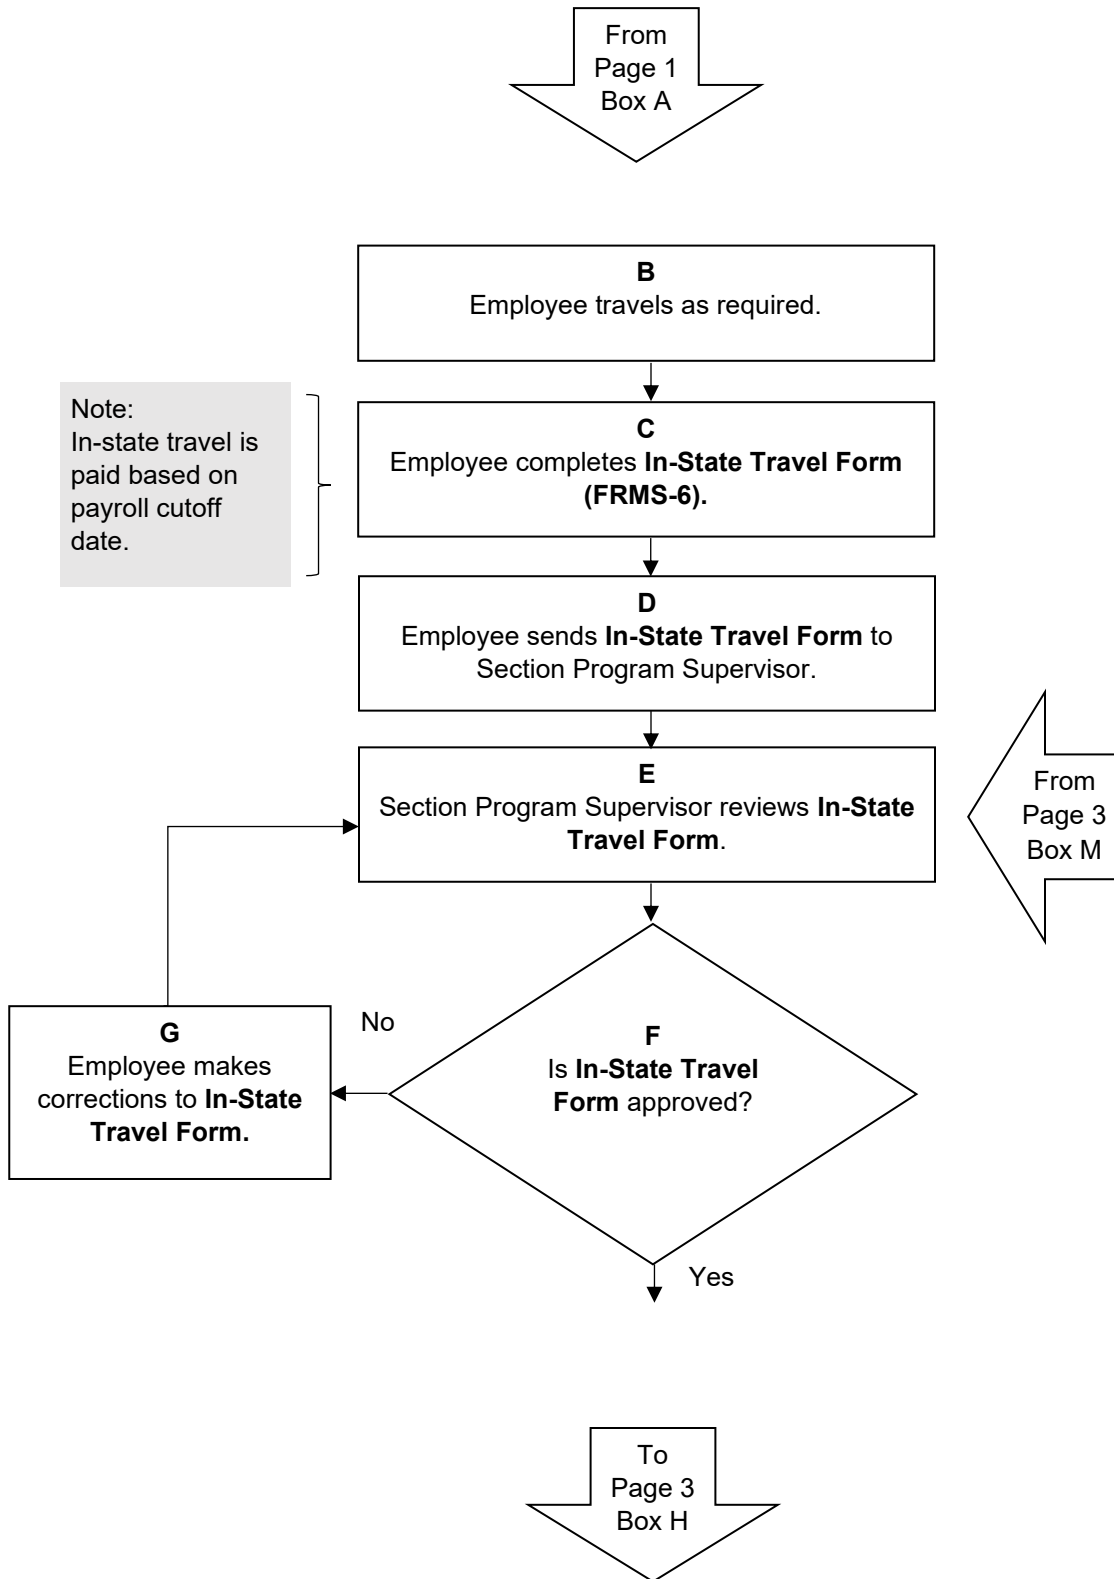 From
Page 1
Box A
B
Employee travels as required.
Note:
In-state travel is
paid based on
payroll cutoff
date.
C
Employee completes In-State Travel Form
(FRMS-6).
D
Employee sends In-State Travel Form to
Section Program Supervisor.
E
Section Program Supervisor reviews In-State
Travel Form.
From
Page 3
Box M
F
Is In-State Travel
Form approved?
No
G
Employee makes
corrections to In-State
Travel Form.
Yes
To
Page 3
Box H